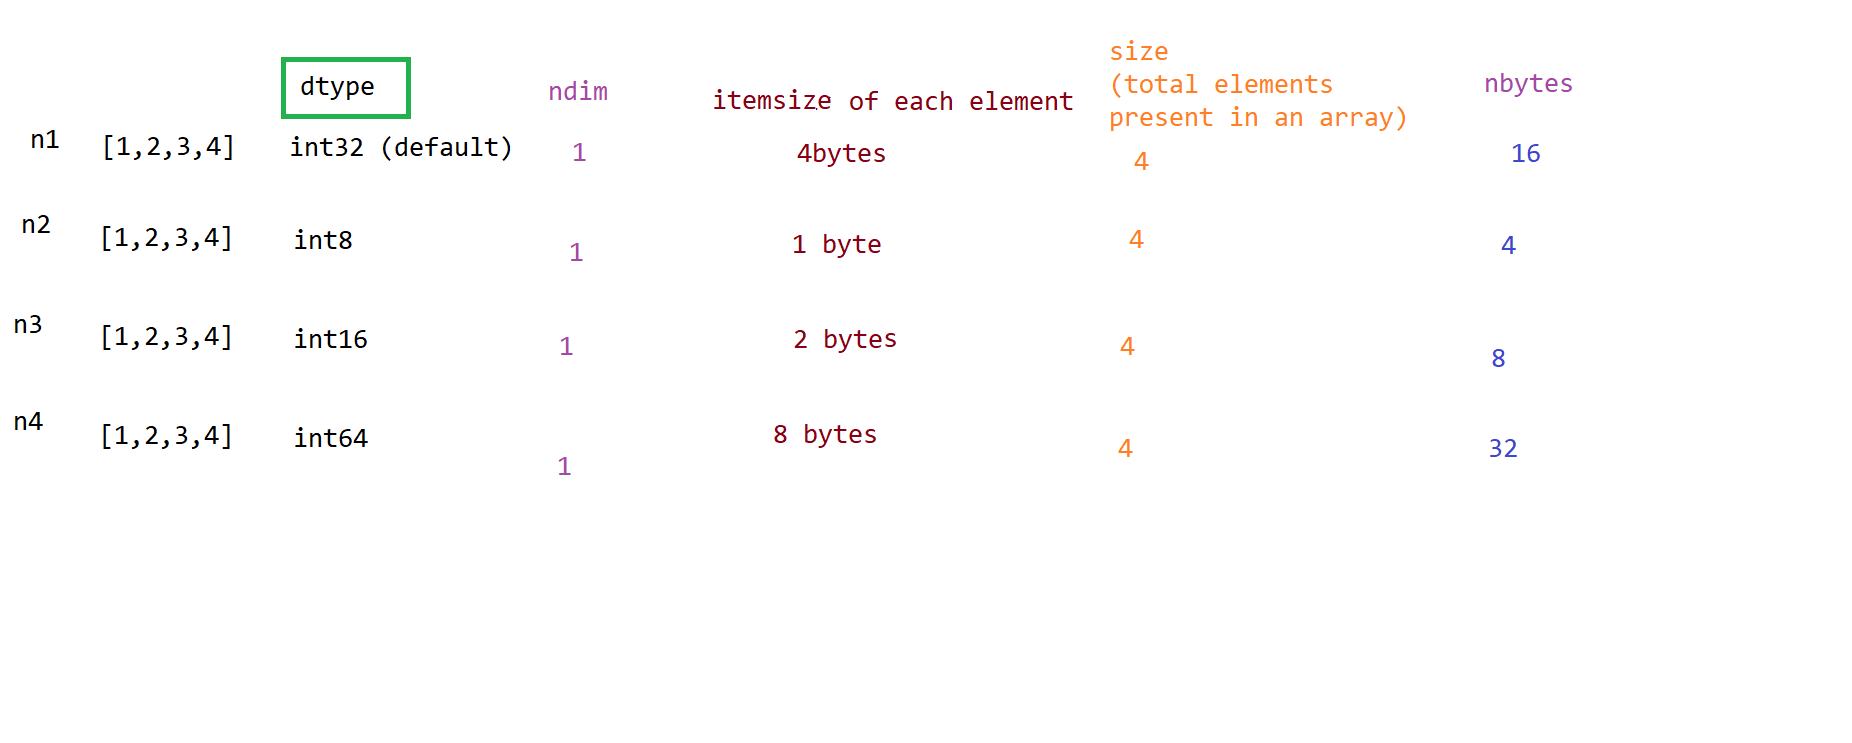 dtype ndim itemsize of each element size
(total elements
present in an array) nbytes
n1 [1,2,3,4] int32 (default) 1 4bytes 4 16
n2 [1,2,3,4] int8 1 1 byte 4 4
n3 [1,2,3,4] int16 1 2 bytes 4 8
n4 [1,2,3,4] int64 1 8 bytes 4 32